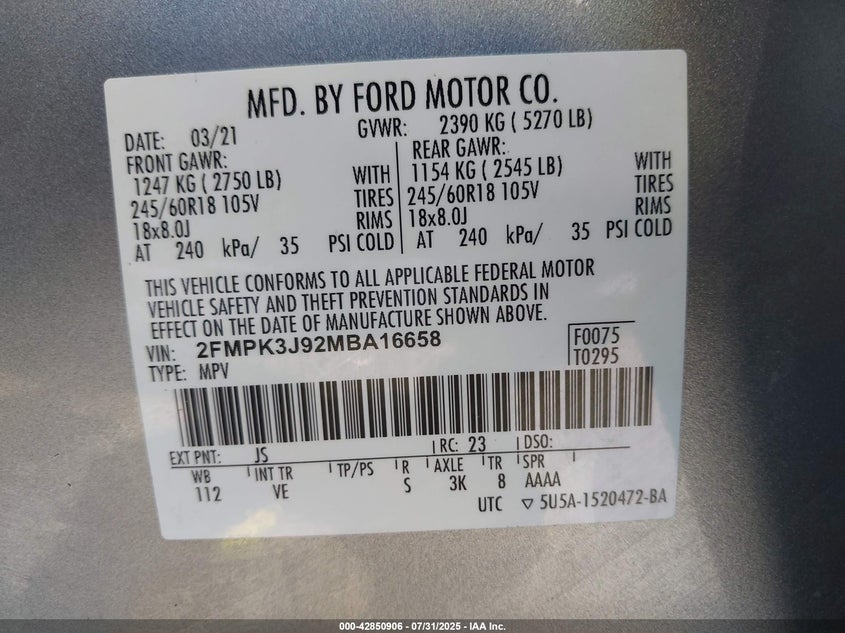 MFD. BY FORD MOTOR CO.
DATE: 03/21 GVWR: 2390 KG ( 5270 LB)
FRONT GAWR: REAR GAWR:
1247 KG ( 2750 LB) WITH 1154 KG ( 2545 LB) WITH
245/60R18 105V TIRES 245/60R18 105V TIRES
18x8.0J RIMS 18x8.0J RIMS
AT 240 kPa/ 35 PSI COLD AT 240 kPa/ 35 PSI COLD
THIS VEHICLE CONFORMS TO ALL APPLICABLE FEDERAL MOTOR
VEHICLE SAFETY AND THEFT PREVENTION STANDARDS IN
EFFECT ON THE DATE OF MANUFACTURE SHOWN ABOVE.
VIN: 2FMPK3J92MBA16658 F0075
TYPE: MPV T0295
EXT PNT: JS RC: 23 DSO:
WB INT TR TP/PS R AXLE TR SPR
112 VE S 3K 8 AAAA
UTC ▽ 5U5A-1520472-BA
000-42850906 - 07/31/2025 - IAA Inc.